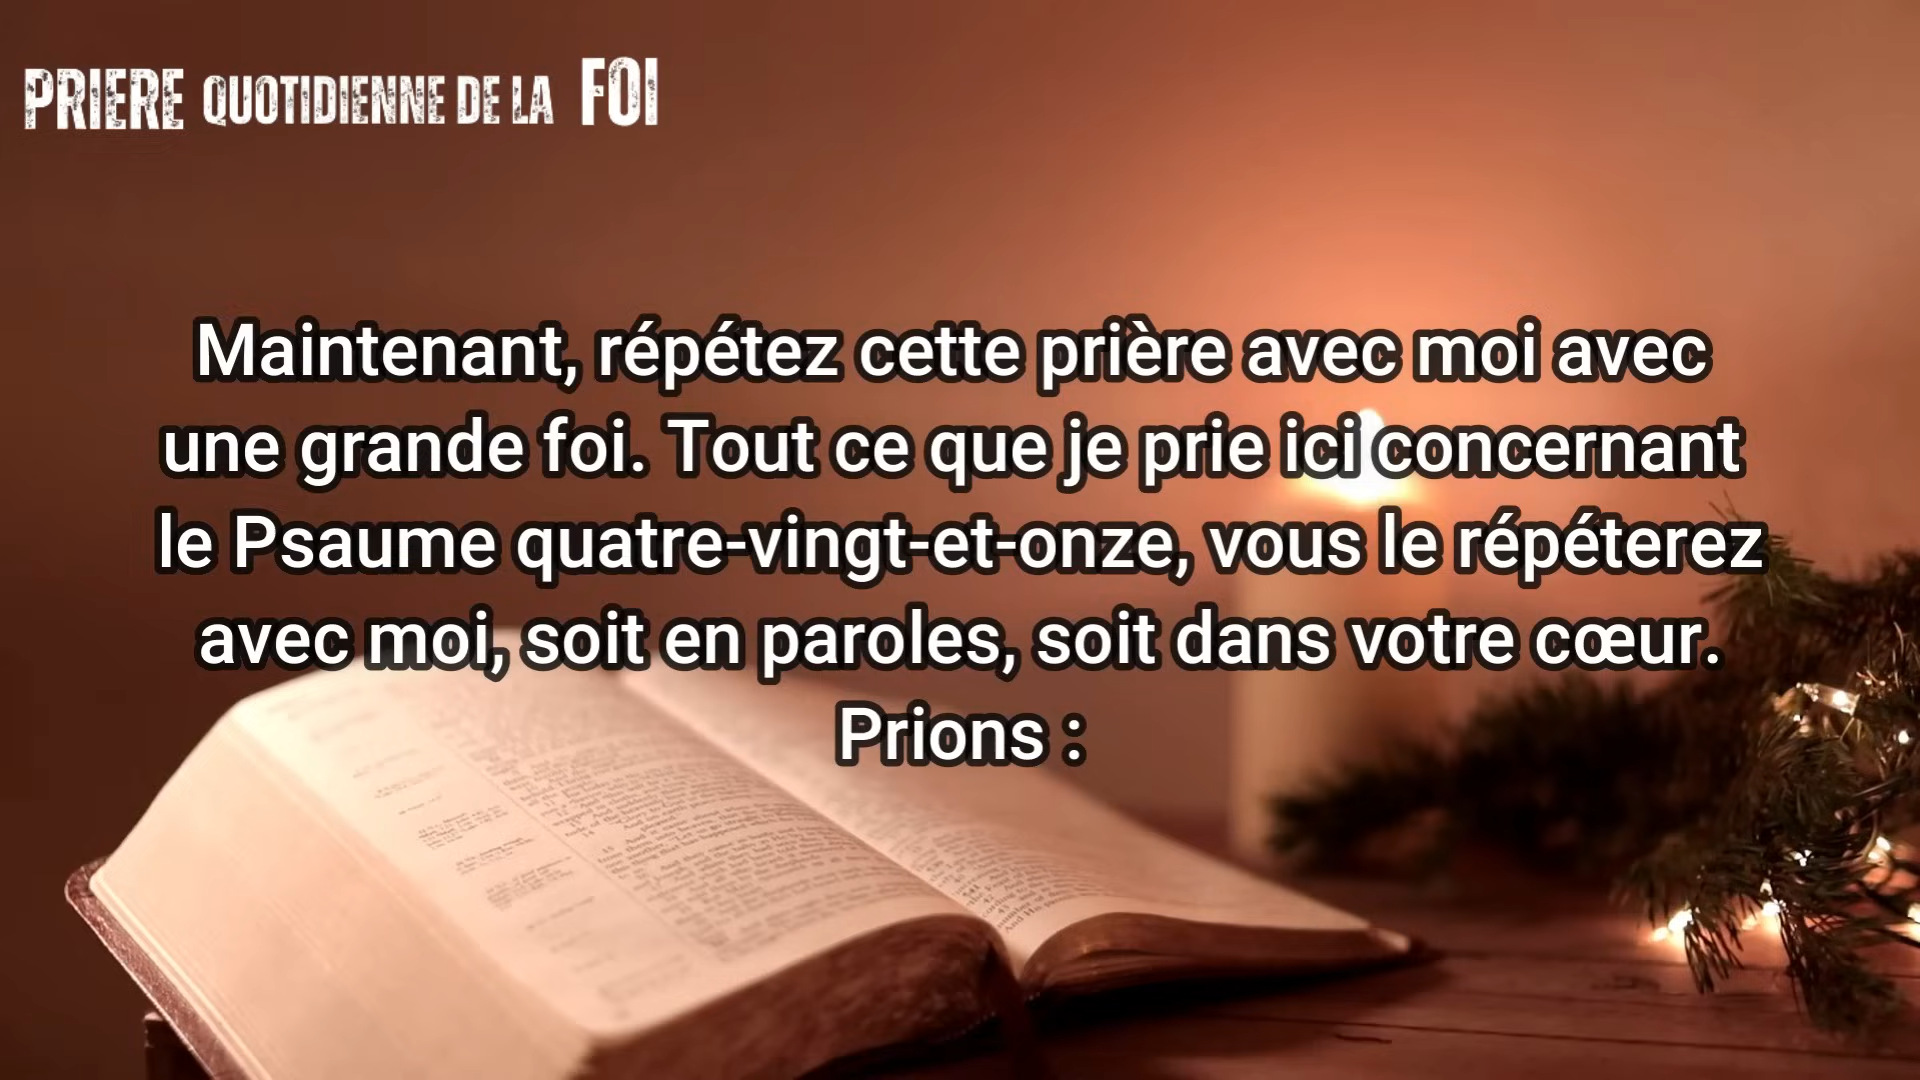 PRIERE QUOTIDIENNE DE LA FOI
Maintenant, répétez cette prière avec moi avec
une grande foi. Tout ce que je prie ici concernant
le Psaume quatre-vingt-et-onze, vous le répéterez
avec moi, soit en paroles, soit dans votre cœur.
Prions :